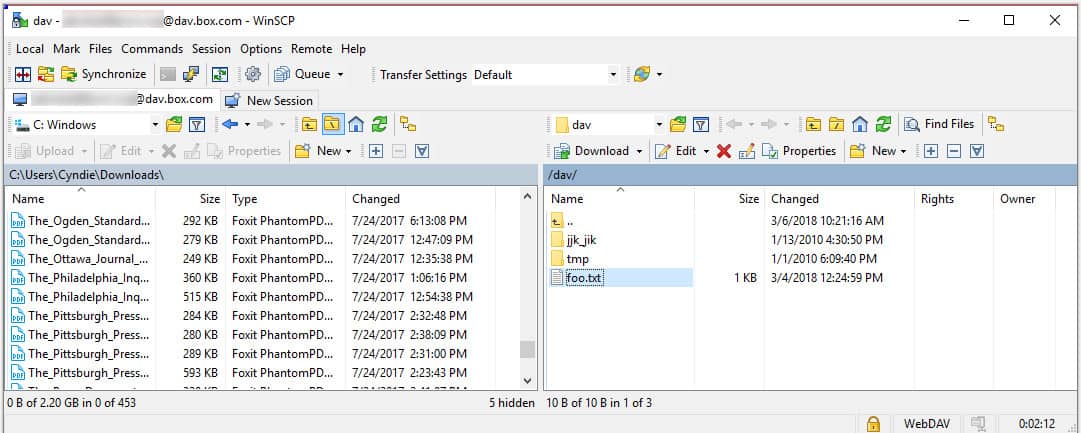 dav - @dav.box.com - WinSCP
Local Mark Files Commands Session Options Remote Help
Synchronize Queue Transfer Settings Default
@dav.box.com New Session
C: Windows dav Find Files
Upload Edit Properties New Download Edit Properties New
C:\Users\Cyndie\Downloads\ /dav/
Name Size Type Changed Name Size Changed Rights Owner
The_Ogden_Standard... 292 KB Foxit PhantomPD... 7/24/2017 6:13:08 PM .. 3/6/2018 10:21:16 AM
The_Ogden_Standard... 279 KB Foxit PhantomPD... 7/24/2017 12:47:09 PM jjk_jik 1/13/2010 4:30:50 PM
The_Ottawa_Journal_... 249 KB Foxit PhantomPD... 7/24/2017 12:35:38 PM tmp 1/1/2010 6:09:40 PM
The_Philadelphia_Inq... 360 KB Foxit PhantomPD... 7/24/2017 1:06:16 PM foo.txt 1 KB 3/4/2018 12:24:59 PM
The_Philadelphia_Inq... 515 KB Foxit PhantomPD... 7/24/2017 12:54:38 PM
The_Pittsburgh_Press... 284 KB Foxit PhantomPD... 7/24/2017 2:32:48 PM
The_Pittsburgh_Press... 280 KB Foxit PhantomPD... 7/24/2017 2:38:09 PM
The_Pittsburgh_Press... 289 KB Foxit PhantomPD... 7/24/2017 2:31:00 PM
The_Pittsburgh_Press... 593 KB Foxit PhantomPD... 7/24/2017 2:23:43 PM
0 B of 2.20 GB in 0 of 453 5 hidden 10 B of 10 B in 1 of 3
WebDAV 0:02:12